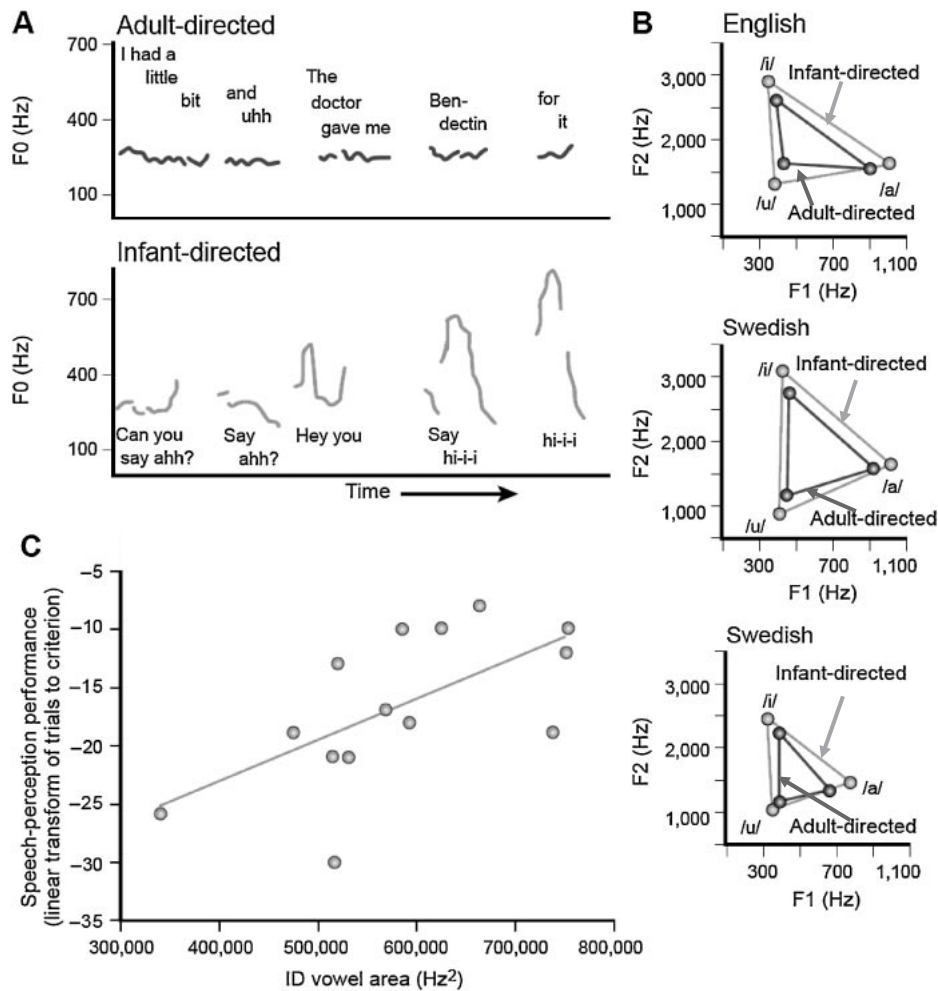 A
Adult-directed
F0 (Hz)
700
400
100
I had a
little
bit
and
uhh
The
doctor
gave me
Ben-
dectin
for
it
Infant-directed
F0 (Hz)
700
400
100
Can you
say ahh?
Say
ahh?
Hey you
Say
hi-i-i
hi-i-i
Time
B
English
F2 (Hz)
3,000
2,000
1,000
/i/
Infant-directed
/a/
/u/
Adult-directed
300 700 1,100
F1 (Hz)
Swedish
F2 (Hz)
3,000
2,000
1,000
/i/
Infant-directed
/a/
/u/
Adult-directed
300 700 1,100
F1 (Hz)
Swedish
F2 (Hz)
3,000
2,000
1,000
/i/
Infant-directed
/a/
/u/
Adult-directed
300 700 1,100
F1 (Hz)
C
Speech-perception performance
(linear transform of trials to criterion)
–5
–10
–15
–20
–25
–30
–35
300,000 400,000 500,000 600,000 700,000 800,000
ID vowel area (Hz²)